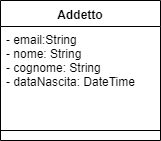 Addetto
- email:String
- nome: String
- cognome: String
- dataNascita: DateTime